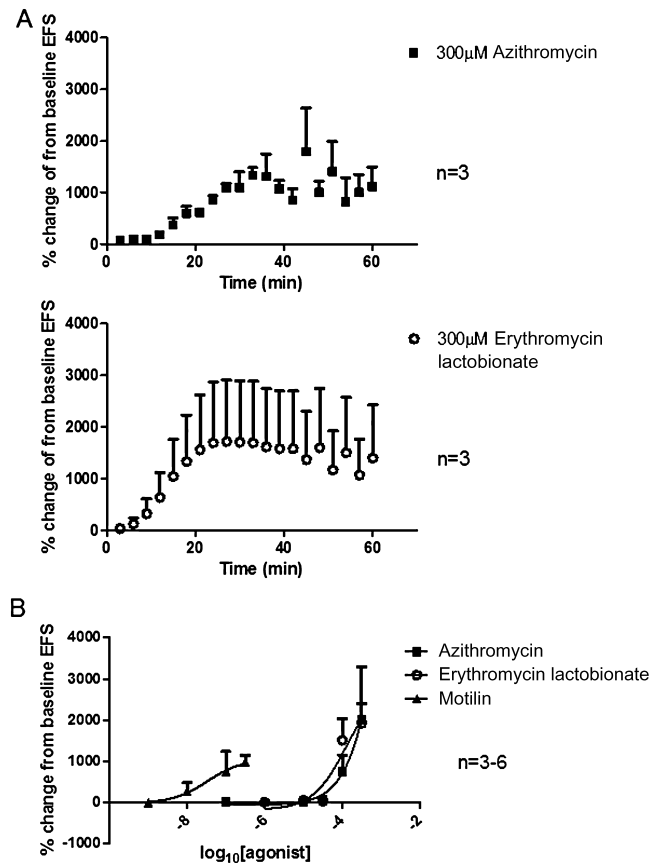 A
% change of from baseline EFS
4000
3000
2000
1000
0
0 20 40 60
Time (min)
300µM Azithromycin
n=3
% change of from baseline EFS
4000
3000
2000
1000
0
0 20 40 60
Time (min)
300µM Erythromycin
lactobionate
n=3
B
% change from baseline EFS
4000
3000
2000
1000
0
-1000
-8 -6 -4 -2
log10[agonist]
Azithromycin
Erythromycin lactobionate
Motilin
n=3-6